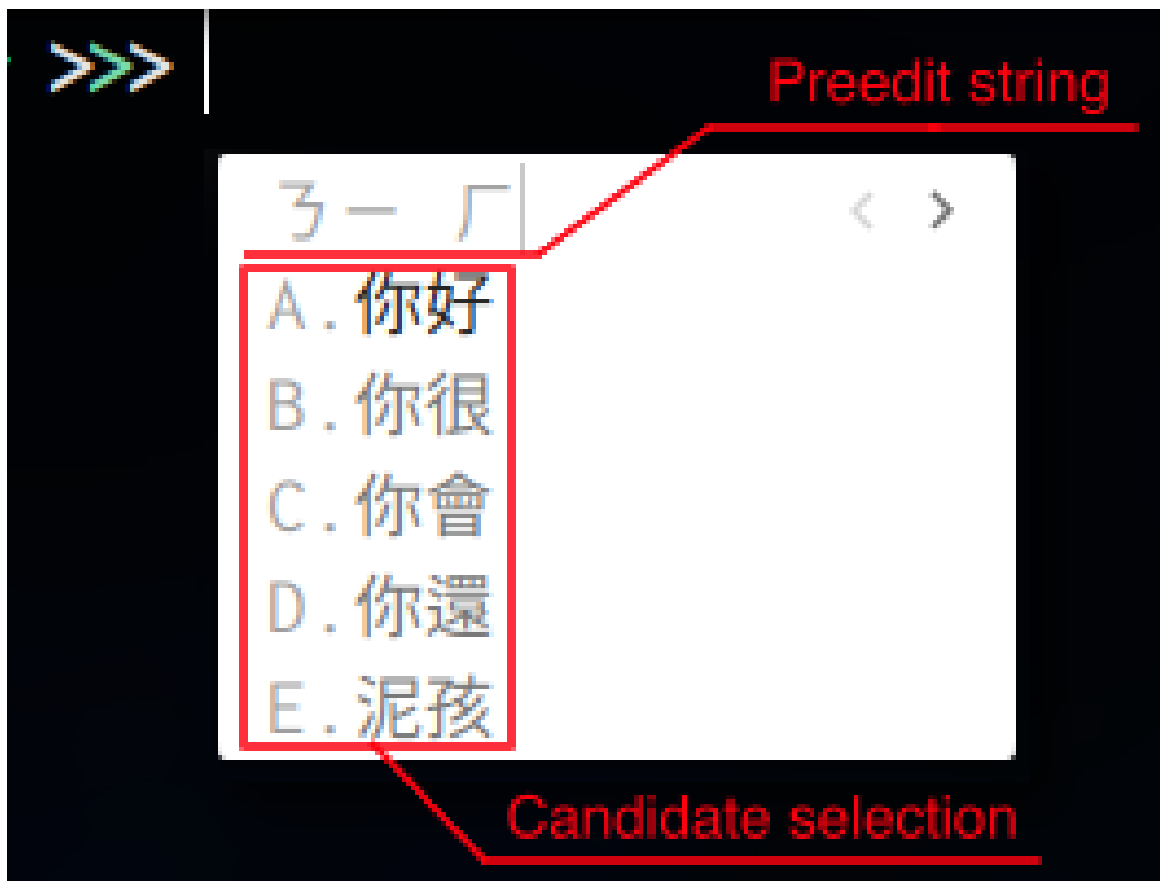 >>>
Preedit string
ㄋㄧ ㄏ
A.你好
B.你很
C.你會
D.你還
E.泥孩
Candidate selection